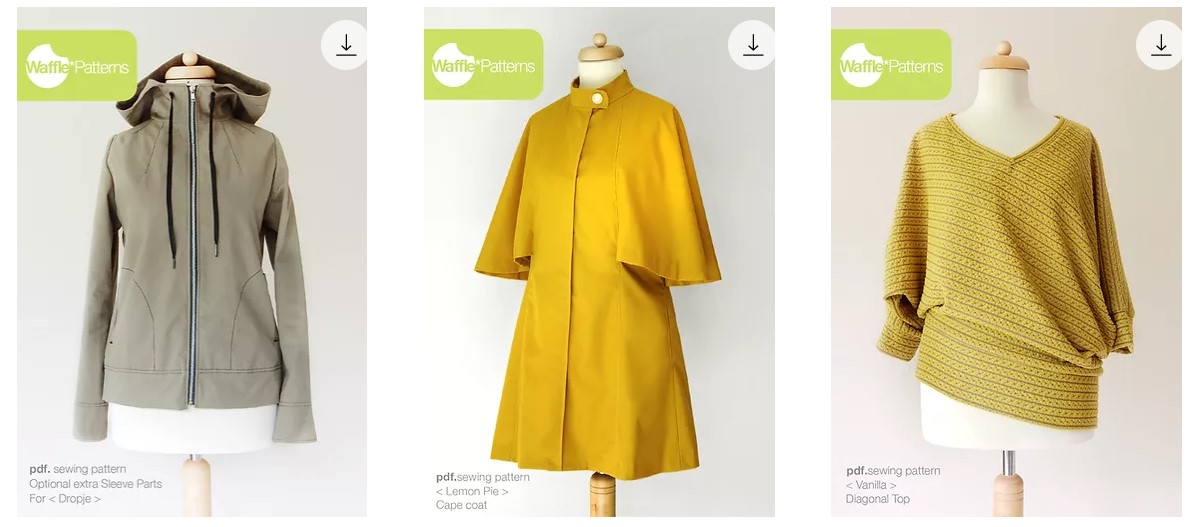 Waffle*Patterns
pdf. sewing pattern
Optional extra Sleeve Parts
For < Dropje >
Waffle*Patterns
pdf.sewing pattern
< Lemon Pie >
Cape coat
Waffle*Patterns
pdf.sewing pattern
< Vanilla >
Diagonal Top